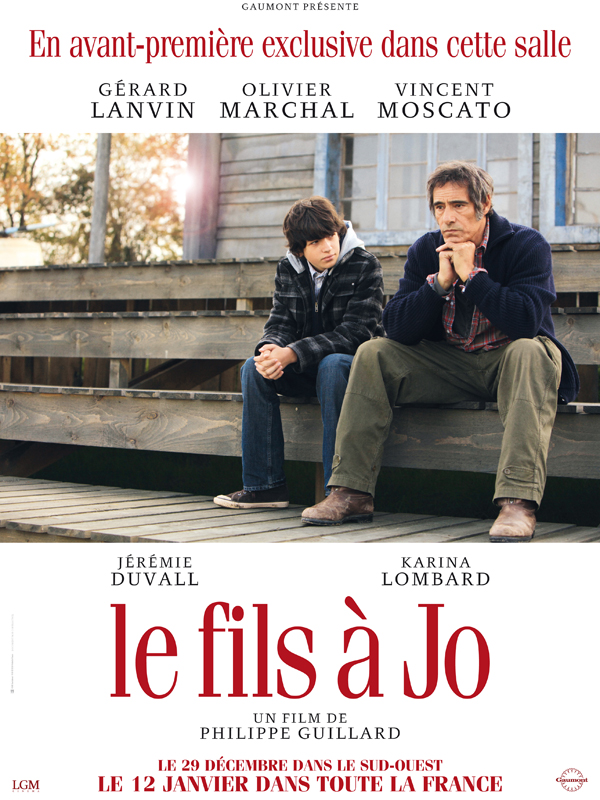 GAUMONT PRÉSENTE
En avant-première exclusive dans cette salle
GÉRARD LANVIN
OLIVIER MARCHAL
VINCENT MOSCATO
JÉRÉMIE DUVALL
KARINA LOMBARD
le fils à Jo
UN FILM DE
PHILIPPE GUILLARD
LE 29 DÉCEMBRE DANS LE SUD-OUEST
LE 12 JANVIER DANS TOUTE LA FRANCE
LGM
CINEMA
Gaumont